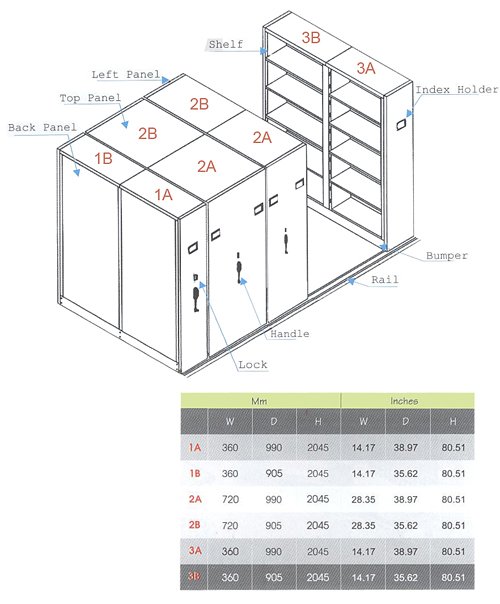 3B
Shelf
3A
Left Panel
Index Holder
2B
Top Panel
2B
2A
Back Panel
1B
2A
1A
Bumper
Rail
Handle
Lock
Mm Inches
W D H W D H
1A 360 990 2045 14.17 38.97 80.51
1B 360 905 2045 14.17 35.62 80.51
2A 720 990 2045 28.35 38.97 80.51
2B 720 905 2045 28.35 35.62 80.51
3A 360 990 2045 14.17 38.97 80.51
3B 360 905 2045 14.17 35.62 80.51